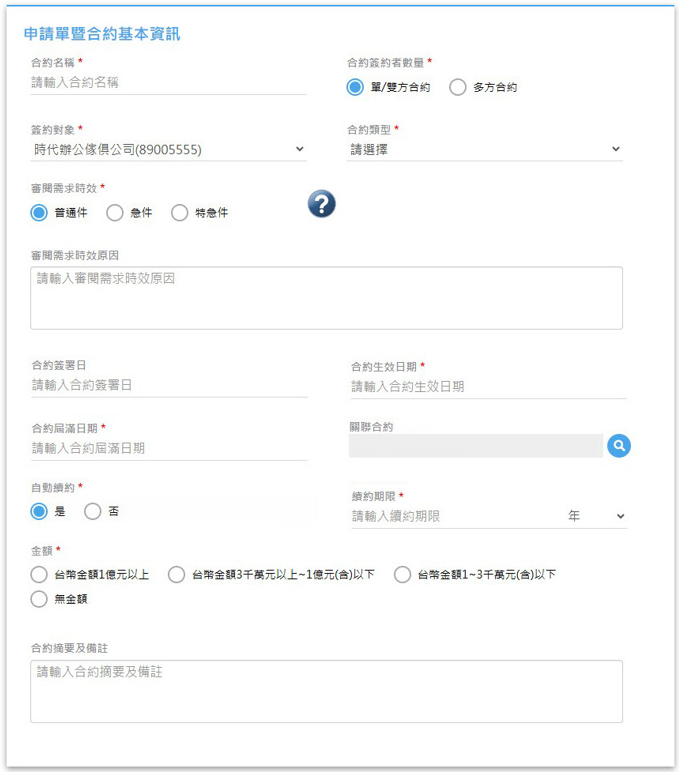 申請單暨合約基本資訊
合約名稱 *
請輸入合約名稱
合約簽約者數量 *
單/雙方合約 多方合約
簽約對象 *
時代辦公傢俱公司(89005555)
合約類型 *
請選擇
審閱需求時效 *
普通件 急件 特急件
?
審閱需求時效原因
請輸入審閱需求時效原因
合約簽署日
請輸入合約簽署日
合約生效日期 *
請輸入合約生效日期
合約屆滿日期 *
請輸入合約屆滿日期
關聯合約
自動續約 *
是 否
續約期限 *
請輸入續約期限 年
金額 *
台幣金額1億元以上 台幣金額3千萬元以上~1億元(含)以下 台幣金額1~3千萬元(含)以下
無金額
合約摘要及備註
請輸入合約摘要及備註